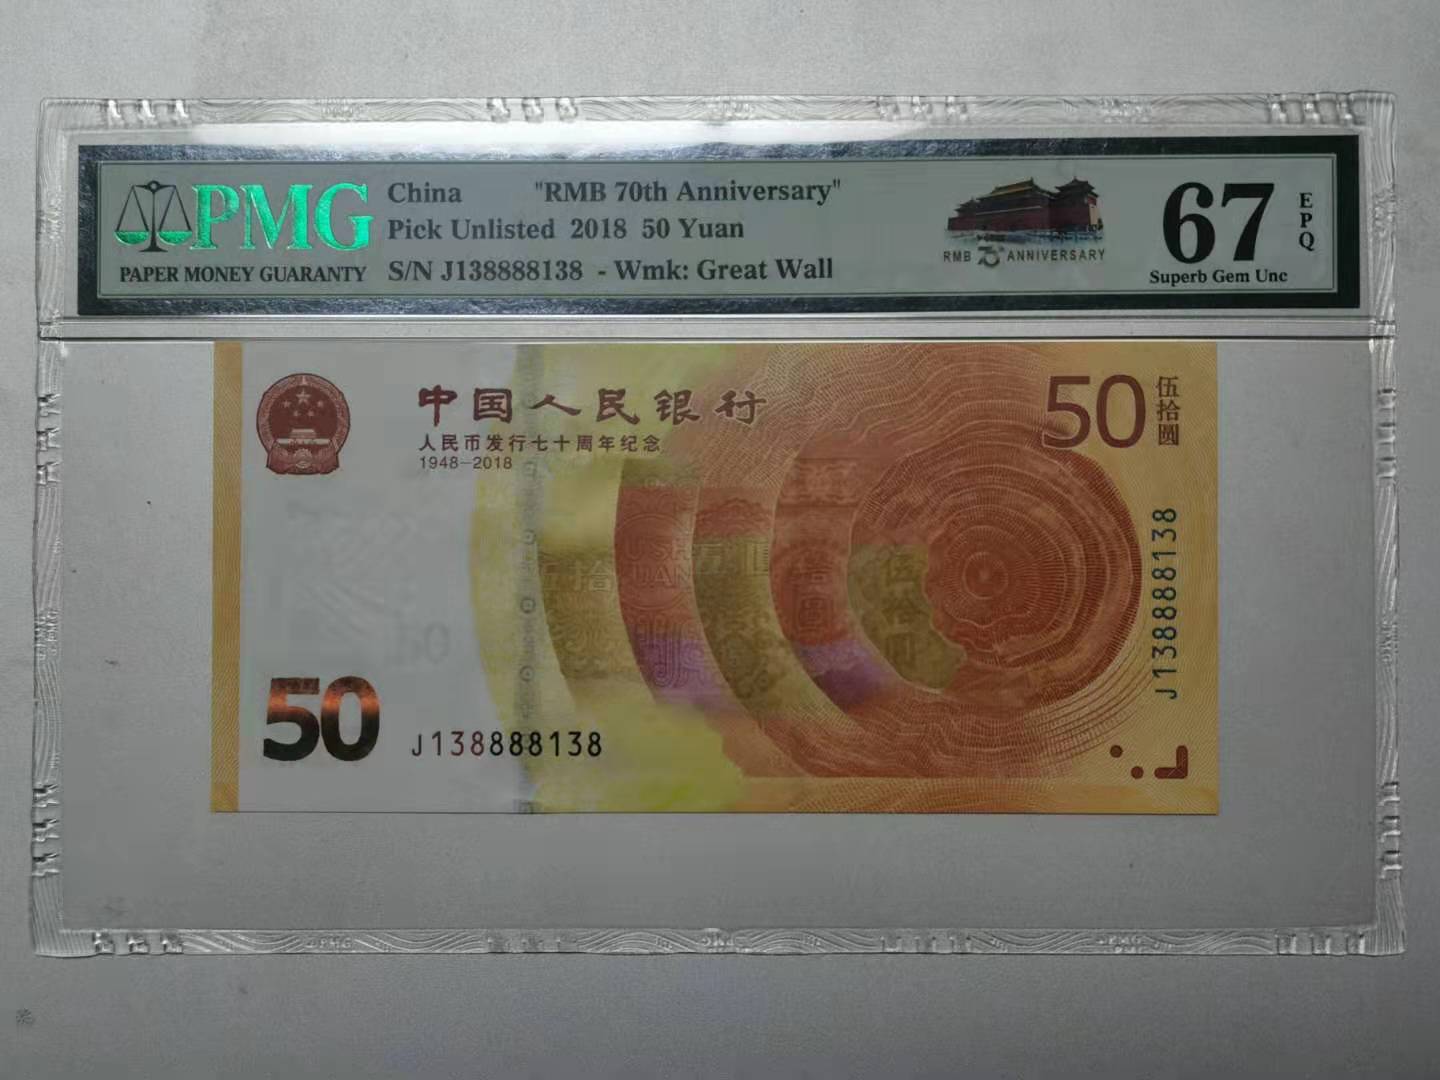 PMG
PAPER MONEY GUARANTY
China "RMB 70th Anniversary"
Pick Unlisted 2018 50 Yuan
S/N J138888138 - Wmk: Great Wall
RMB 70 ANNIVERSARY
67
EPQ
Superb Gem Unc
中国人民银行
人民币发行七十周年纪念
1948-2018
50
伍拾圆
J138888138
50
J138888138